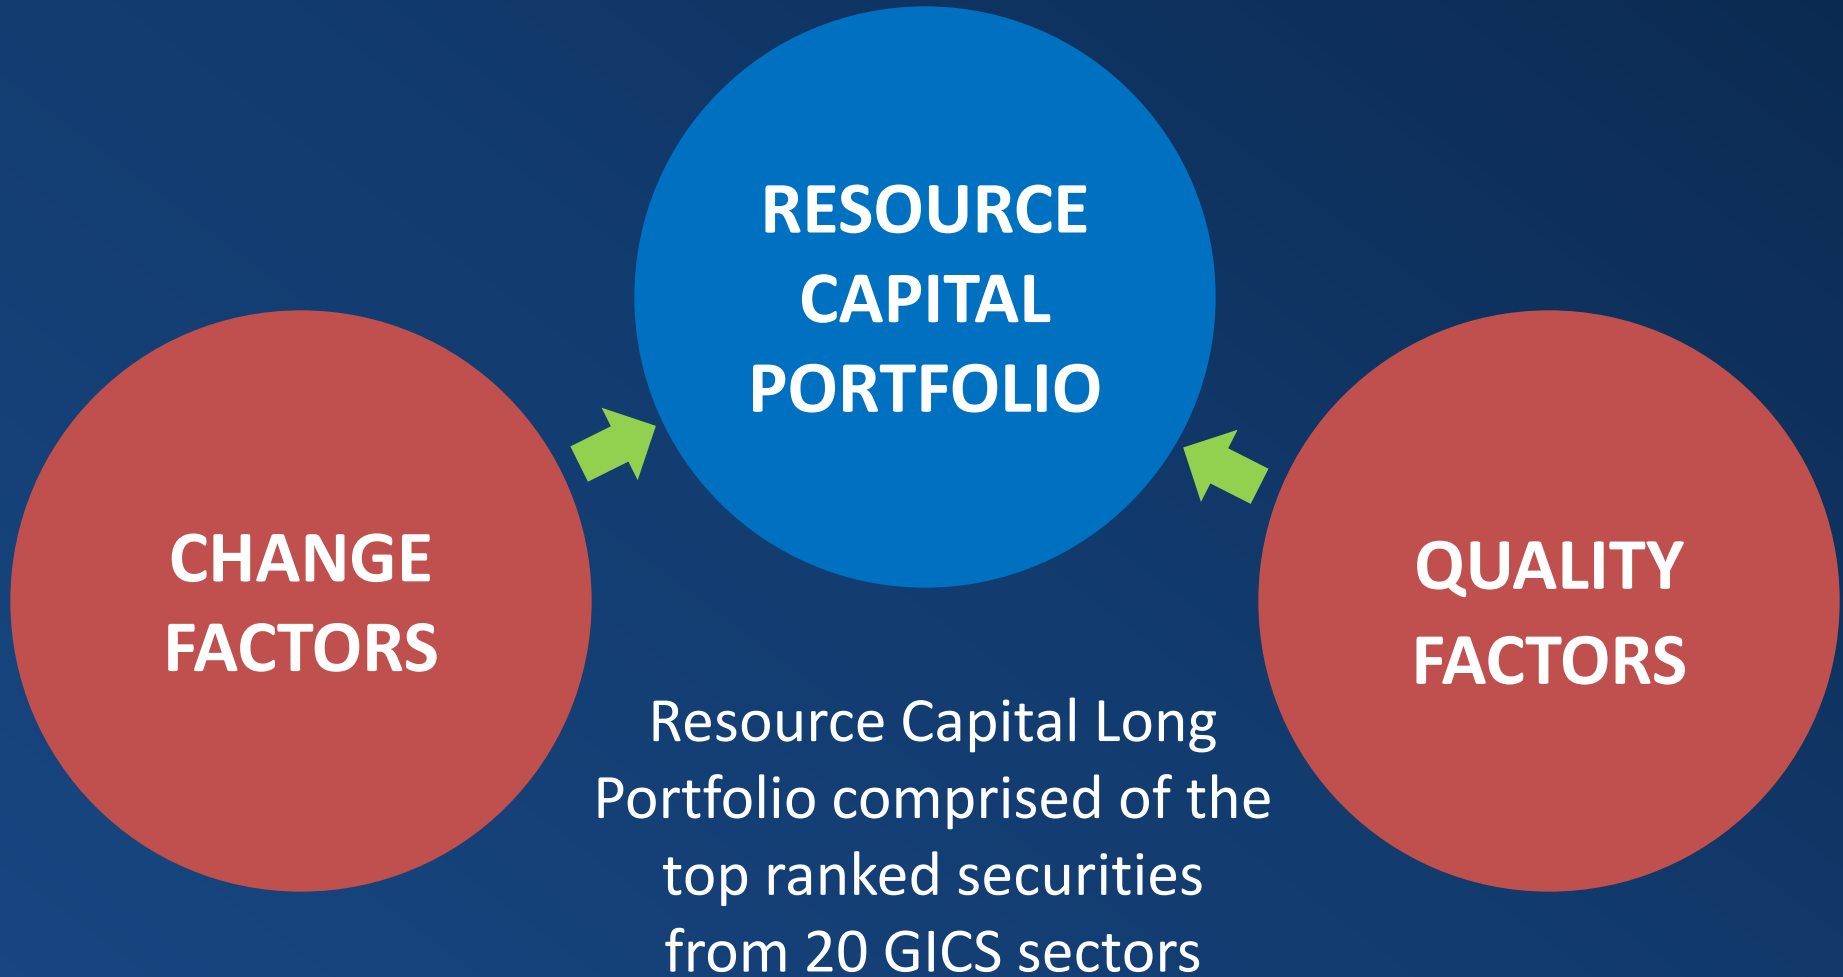 RESOURCE
CAPITAL
PORTFOLIO
CHANGE
FACTORS
QUALITY
FACTORS
Resource Capital Long
Portfolio comprised of the
top ranked securities
from 20 GICS sectors